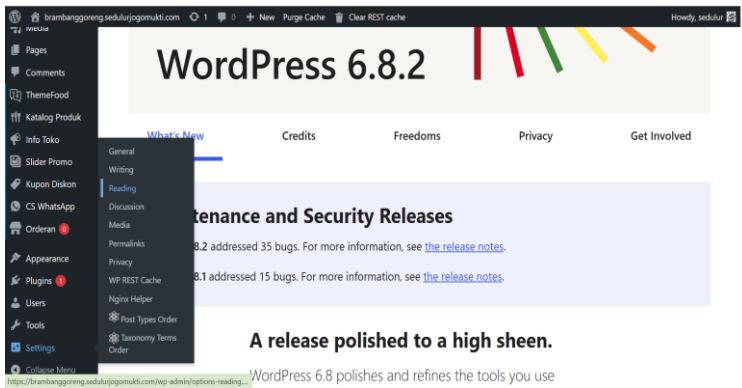 brambanggoreng.sedulurjogomukti.com 1 0 + New Purge Cache Clear REST cache Howdy, sedulur
Media
Pages
Comments
ThemeFood
Katalog Produk
Info Toko
Slider Promo
Kupon Diskon
CS WhatsApp
Orderan 0
Appearance
Plugins 1
Users
Tools
Settings
Collapse Menu
General
Writing
Reading
Discussion
Media
Permalinks
Privacy
WP REST Cache
Nginx Helper
Post Types Order
Taxonomy Terms
Order
WordPress 6.8.2
What's New Credits Freedoms Privacy Get Involved
tenance and Security Releases
8.2 addressed 35 bugs. For more information, see the release notes.
8.1 addressed 15 bugs. For more information, see the release notes.
A release polished to a high sheen.
WordPress 6.8 polishes and refines the tools you use
https://brambanggoreng.sedulurjogomukti.com/wp-admin/options-reading....